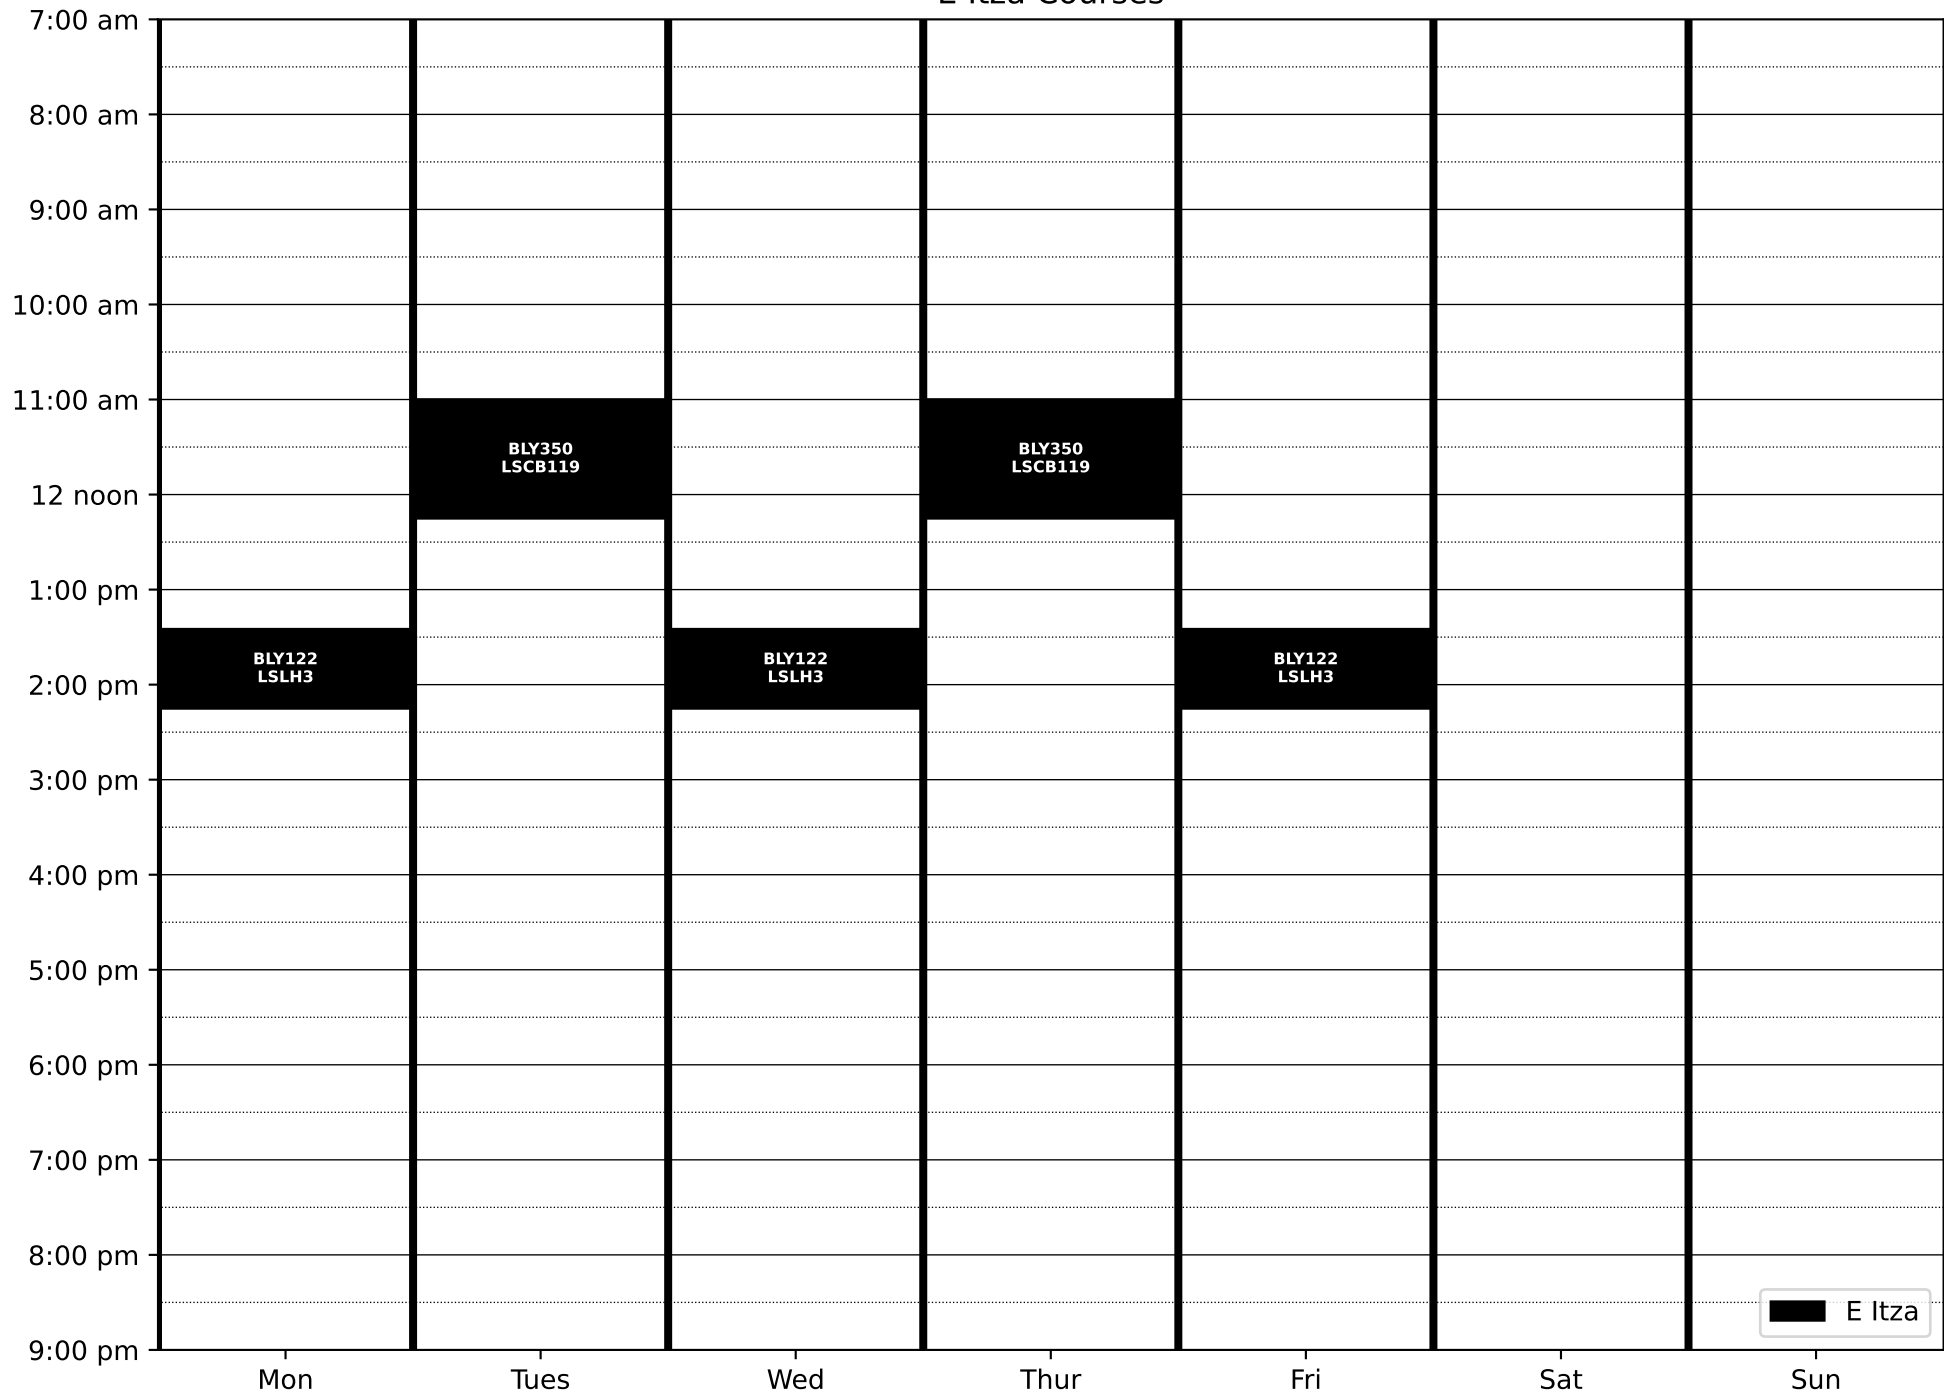 E Itza Courses
7:00 am
8:00 am
9:00 am
10:00 am
11:00 am
12 noon
1:00 pm
2:00 pm
3:00 pm
4:00 pm
5:00 pm
6:00 pm
7:00 pm
8:00 pm
9:00 pm
BLY350
LSCB119
BLY350
LSCB119
BLY122
LSLH3
BLY122
LSLH3
BLY122
LSLH3
E Itza
Mon Tues Wed Thur Fri Sat Sun